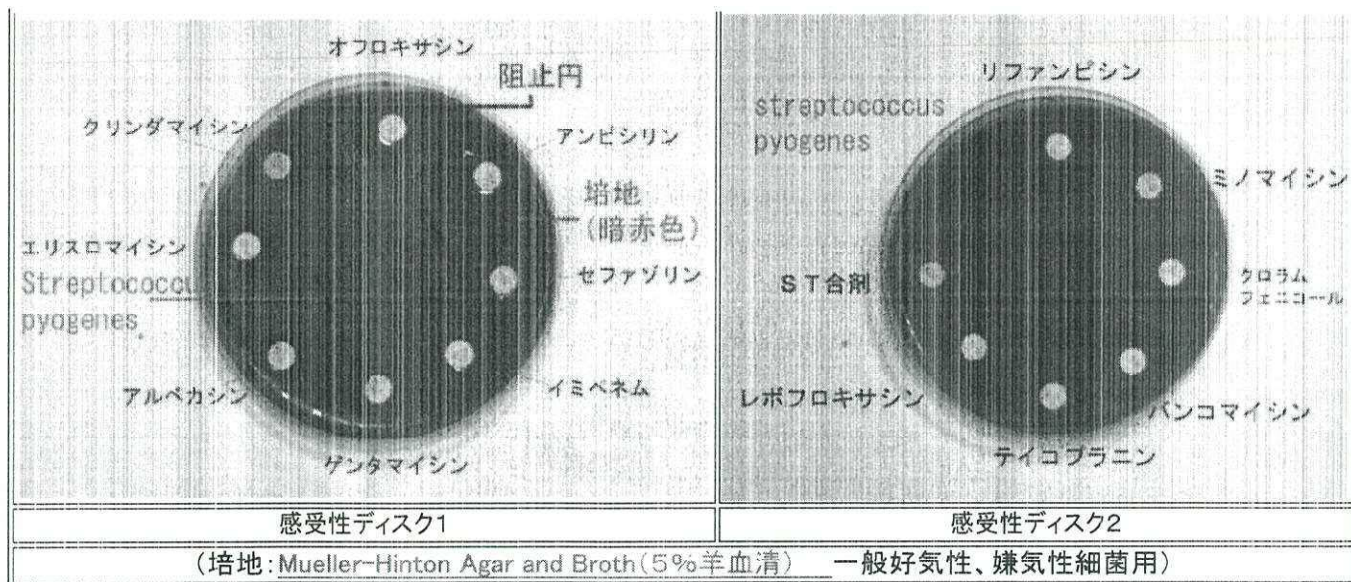 オフロキサシン
阻止円
クリンダマイシン
アンピシリン
培地
(暗赤色)
エリスロマイシン
セファゾリン
Streptococcu
pyogenes
アルベカシン
イミペネム
ゲンタマイシン
リファンピシン
streptococcus
pyogenes
ミノマイシン
ST合剤
クロラム
フェニコール
レボフロキサシン
バンコマイシン
テイコプラニン
感受性ディスク1
感受性ディスク2
(培地:Mueller-Hinton Agar and Broth(5%羊血清) 一般好気性、嫌気性細菌用)